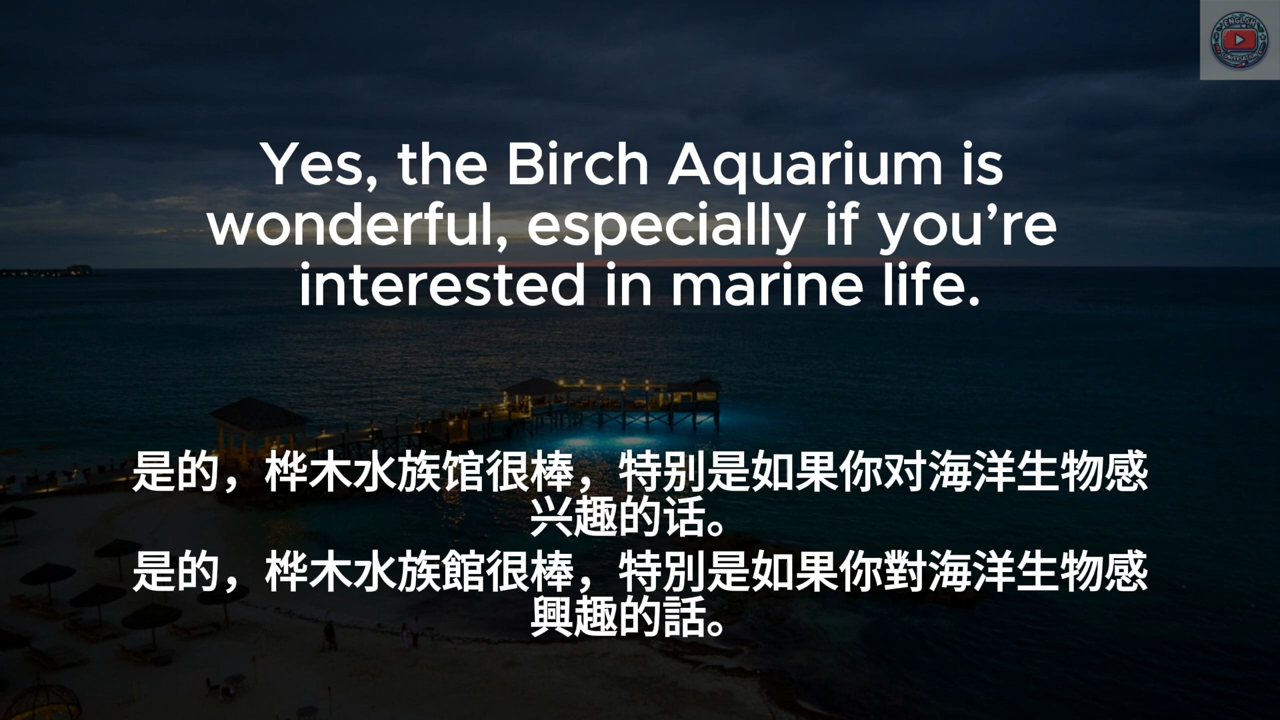 Yes, the Birch Aquarium is
wonderful, especially if you’re
interested in marine life.
是的，桦木水族馆很棒，特别是如果你对海洋生物感
兴趣的话。
是的，桦木水族館很棒，特別是如果你對海洋生物感
興趣的話。